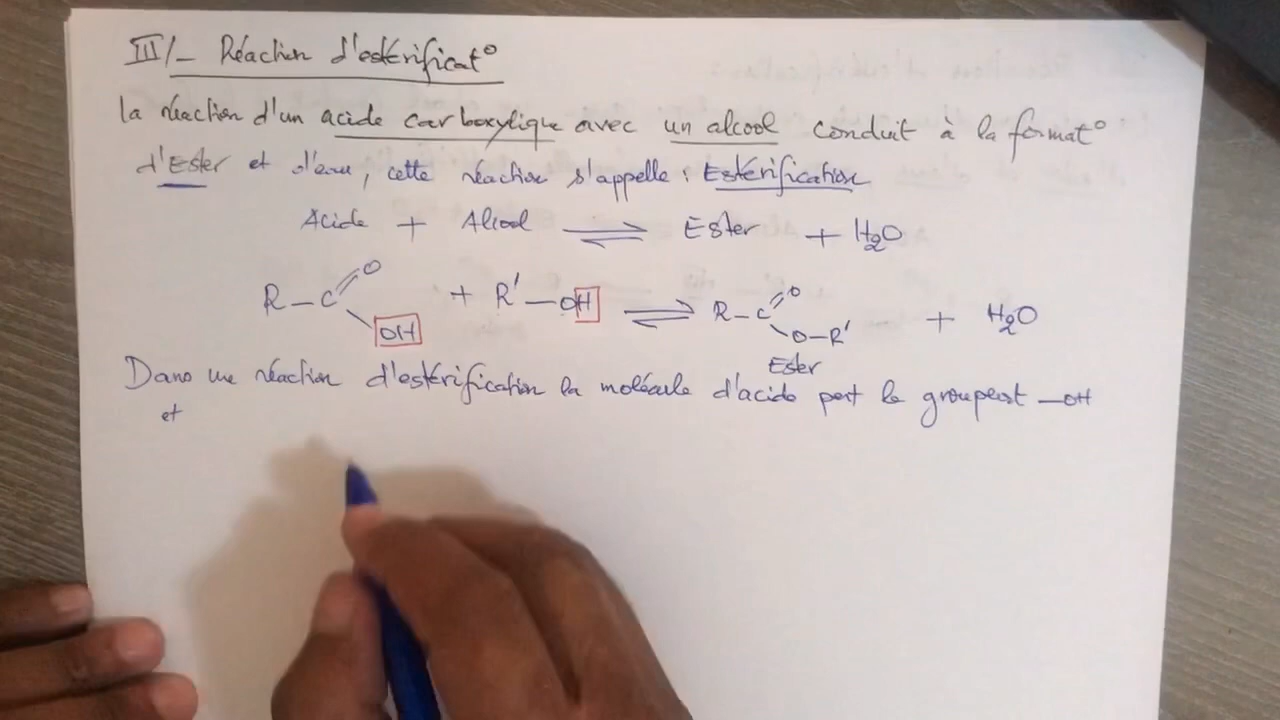 III/- Réaction d'estérificat°
la réaction d'un acide carboxylique avec un alcool conduit à la format°
d'Ester et d'eau, cette réaction s'appelle : Estérification
Acide + Alcool ⇌ Ester + H₂O
R-C(=O)-OH + R'-OH ⇌ R-C(=O)-O-R' + H₂O
Ester
Dans une réaction d'estérification la molécule d'acide pert le groupent -OH
et